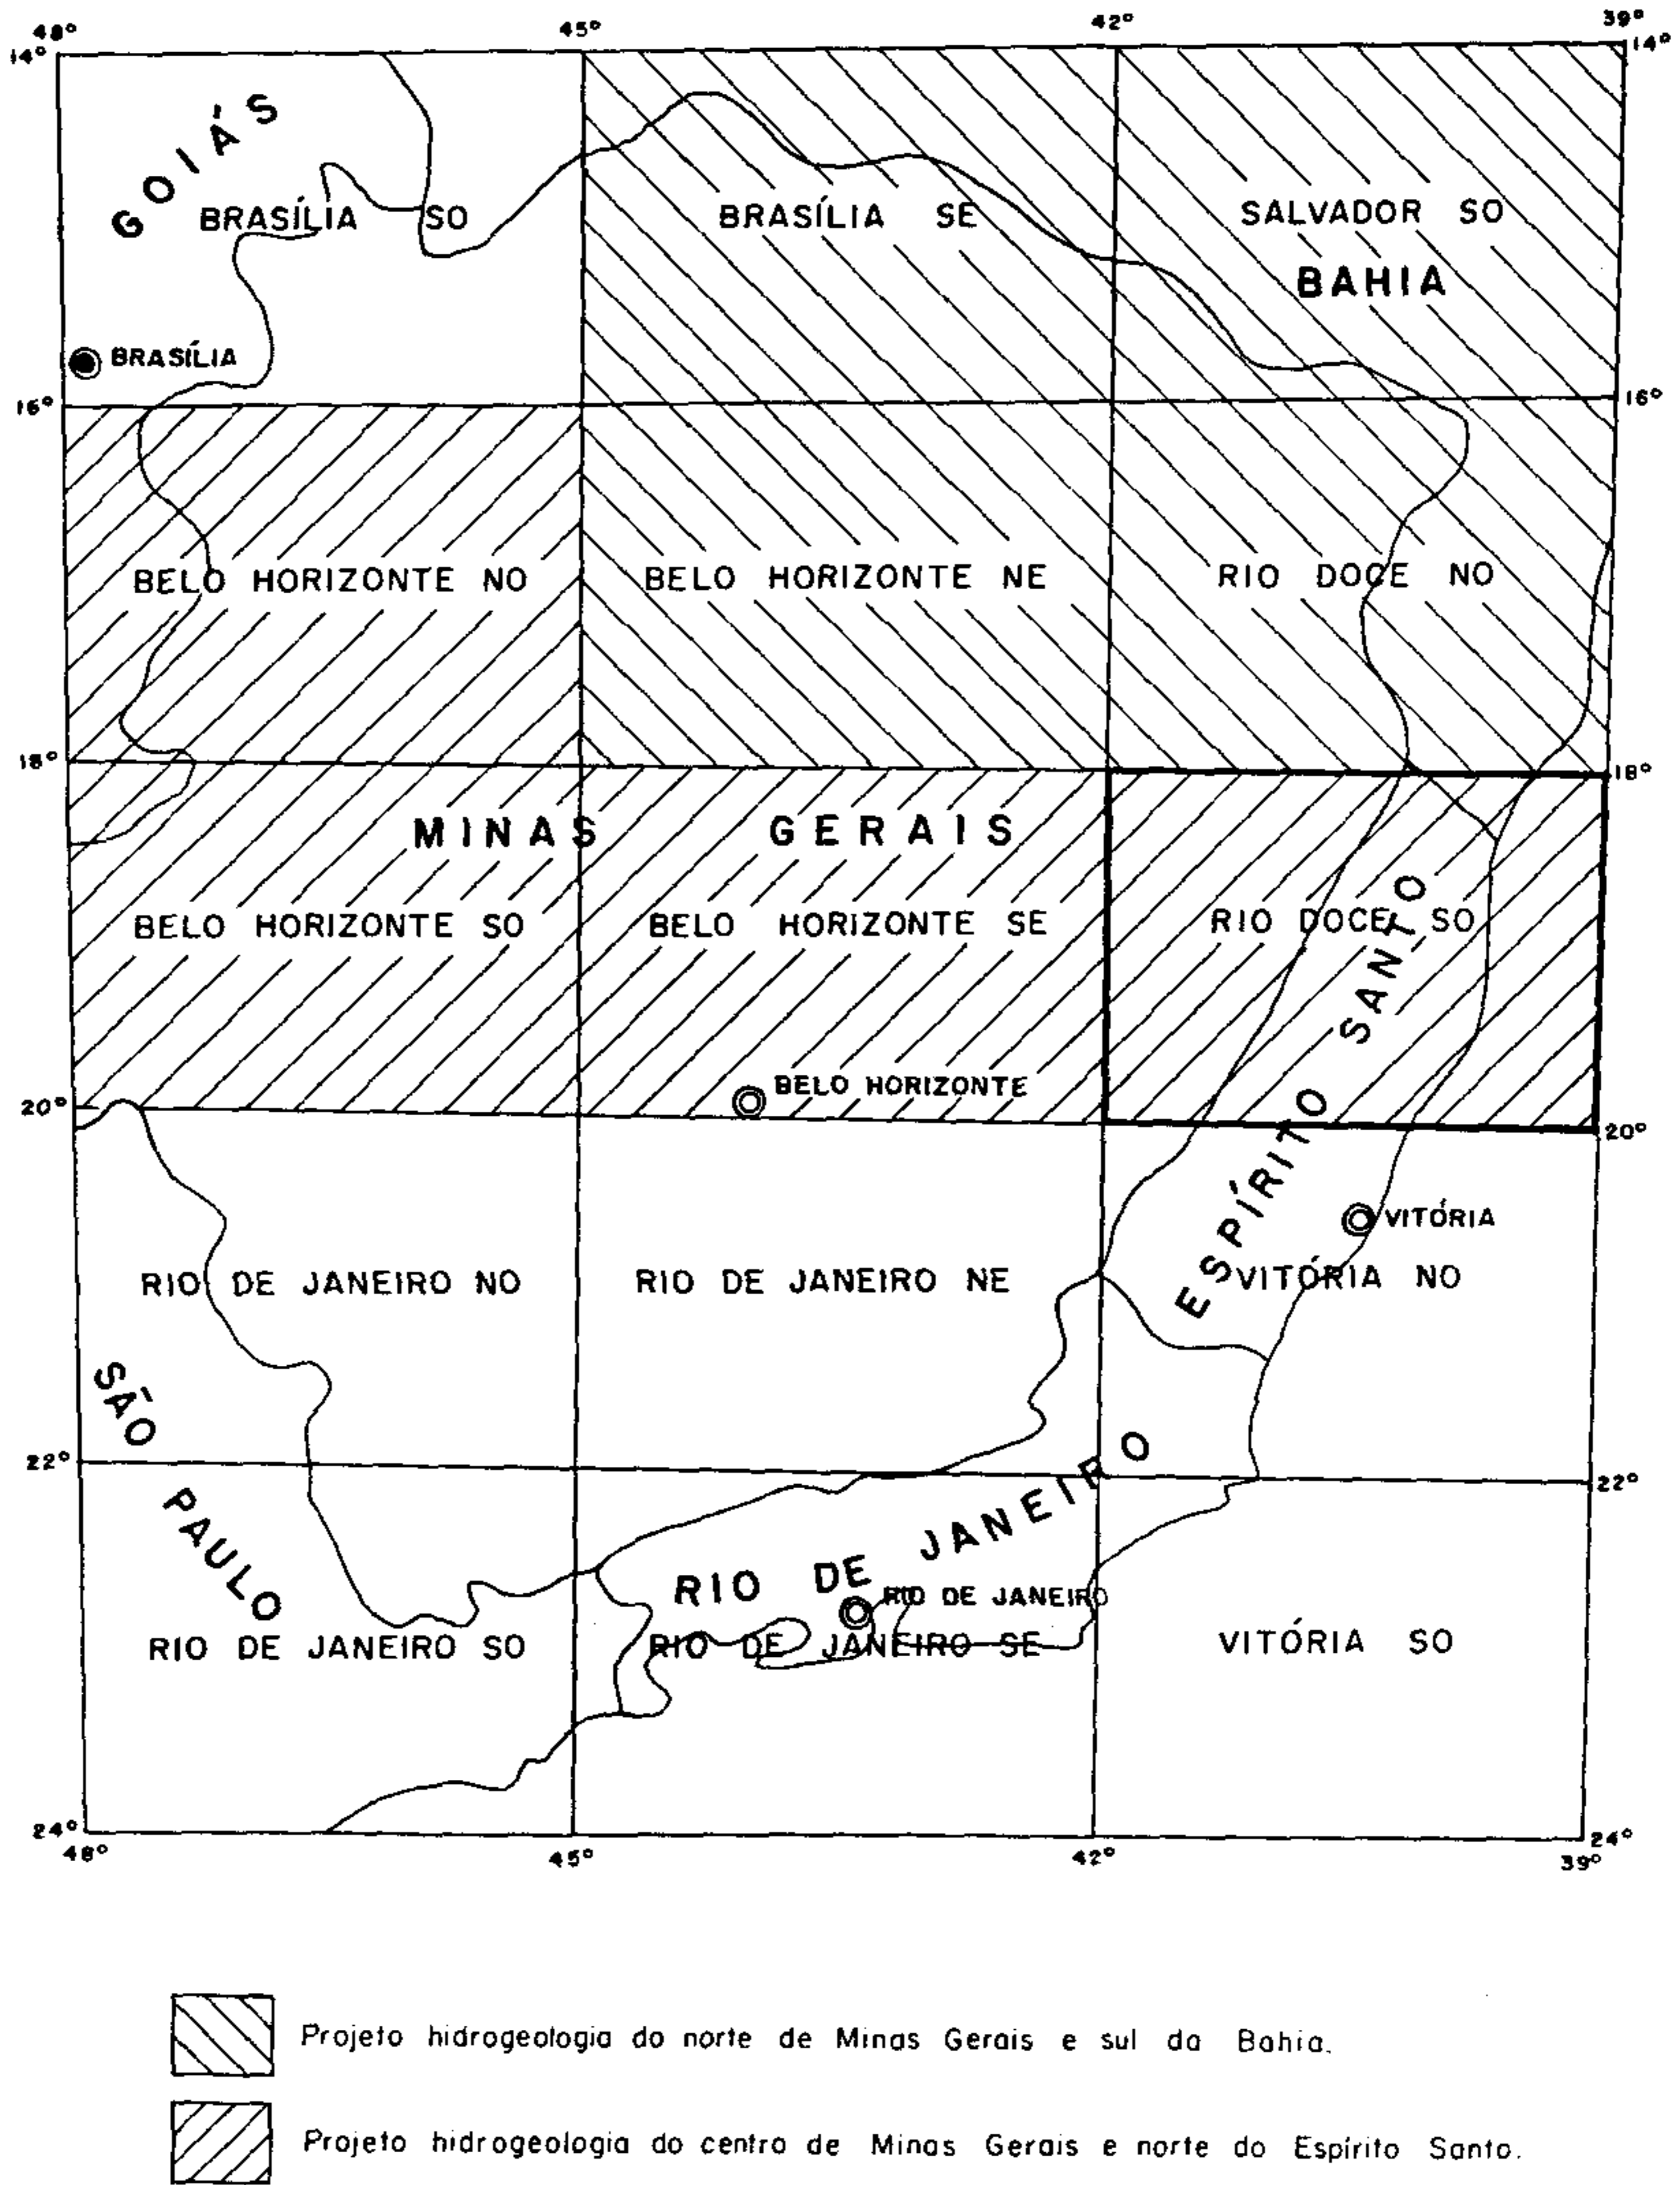 48° 45° 42° 39°
14° 14°
GOIÁS
BRASÍLIA SO
BRASÍLIA SE
SALVADOR SO
BAHIA
BRASÍLIA
16° 16°
BELO HORIZONTE NO
BELO HORIZONTE NE
RIO DOCE NO
18° 18°
MINAS GERAIS
BELO HORIZONTE SO
BELO HORIZONTE SE
RIO DOCE SO
ESPÍRITO SANTO
BELO HORIZONTE
20° 20°
VITÓRIA
RIO DE JANEIRO NO
RIO DE JANEIRO NE
VITÓRIA NO
SÃO PAULO
22° 22°
RIO DE JANEIRO
RIO DE JANEIRO
RIO DE JANEIRO SO
RIO DE JANEIRO SE
VITÓRIA SO
24° 24°
48° 45° 42° 39°
Projeto hidrogeologia do norte de Minas Gerais e sul da Bahia.
Projeto hidrogeologia do centro de Minas Gerais e norte do Espírito Santo.